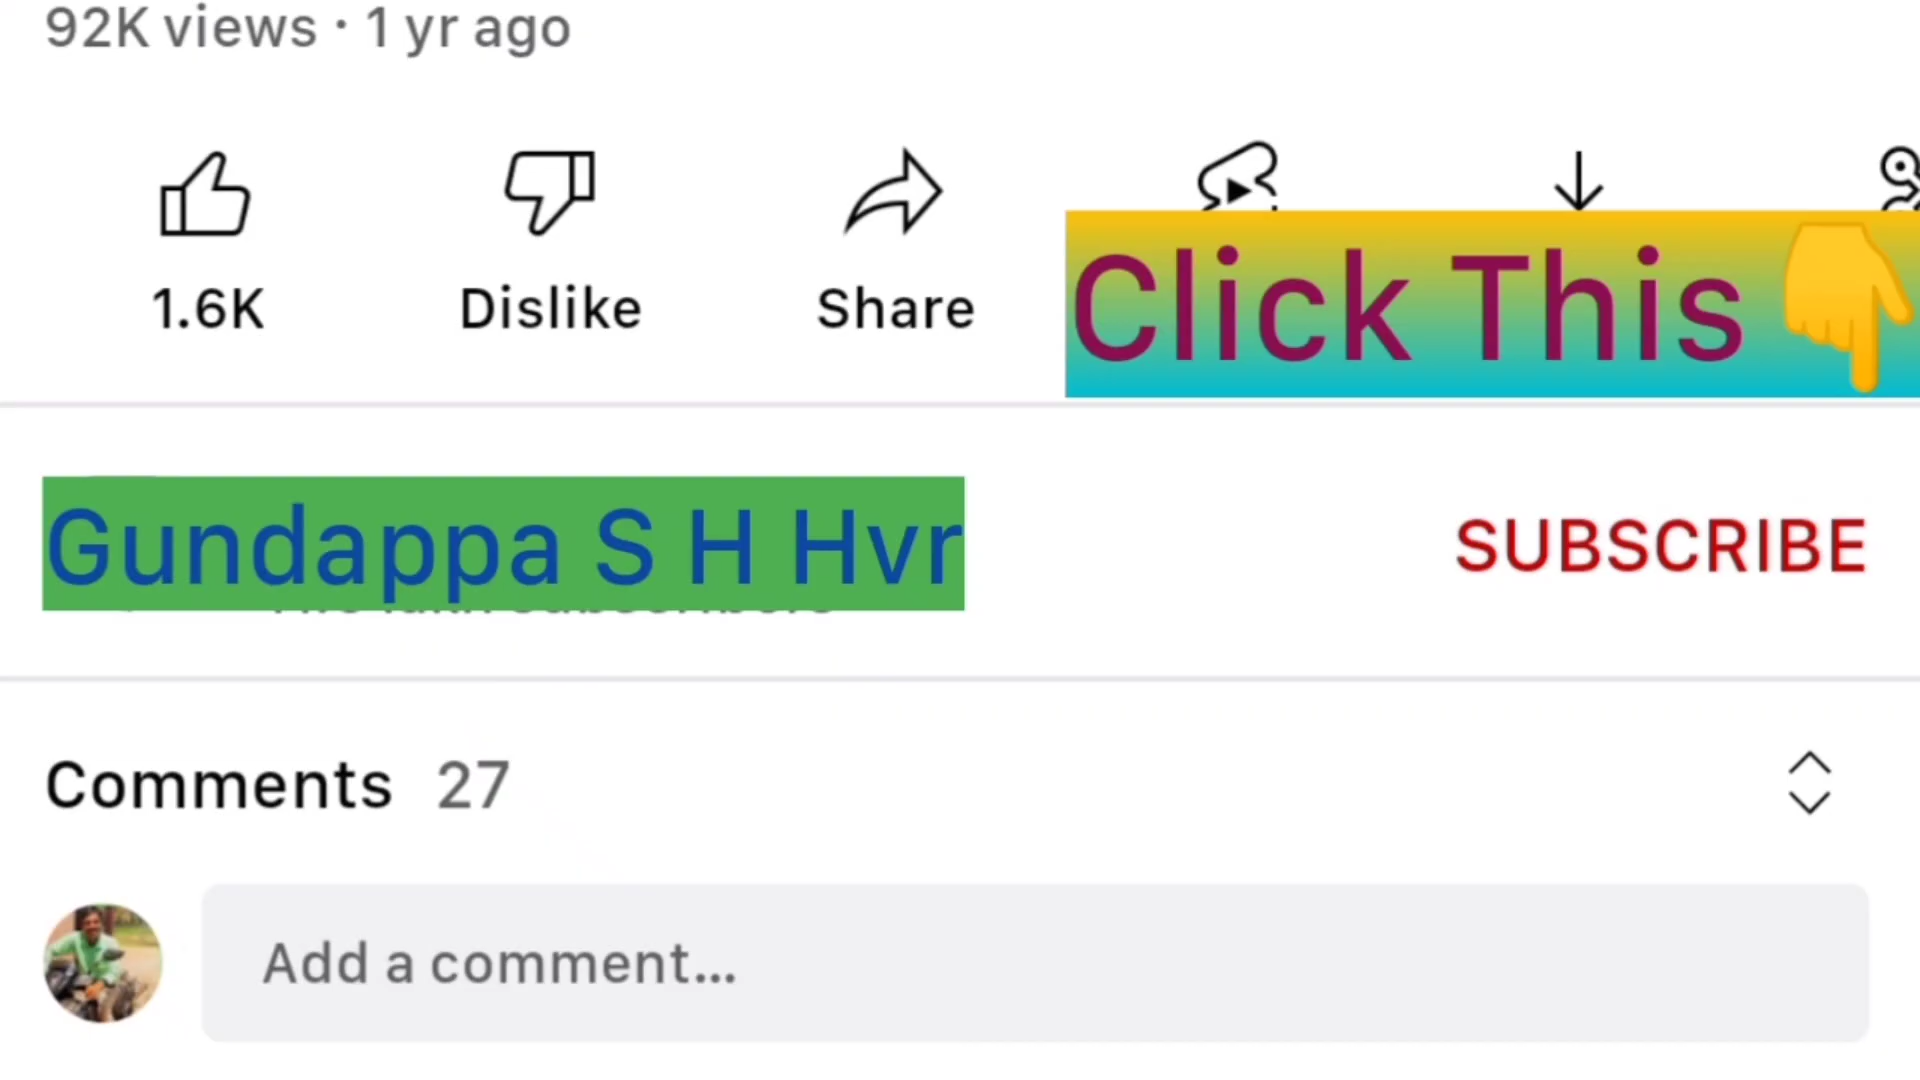 92K views · 1 yr ago
1.6K
Dislike
Share
Click This
Gundappa S H Hvr
SUBSCRIBE
Comments 27
Add a comment...